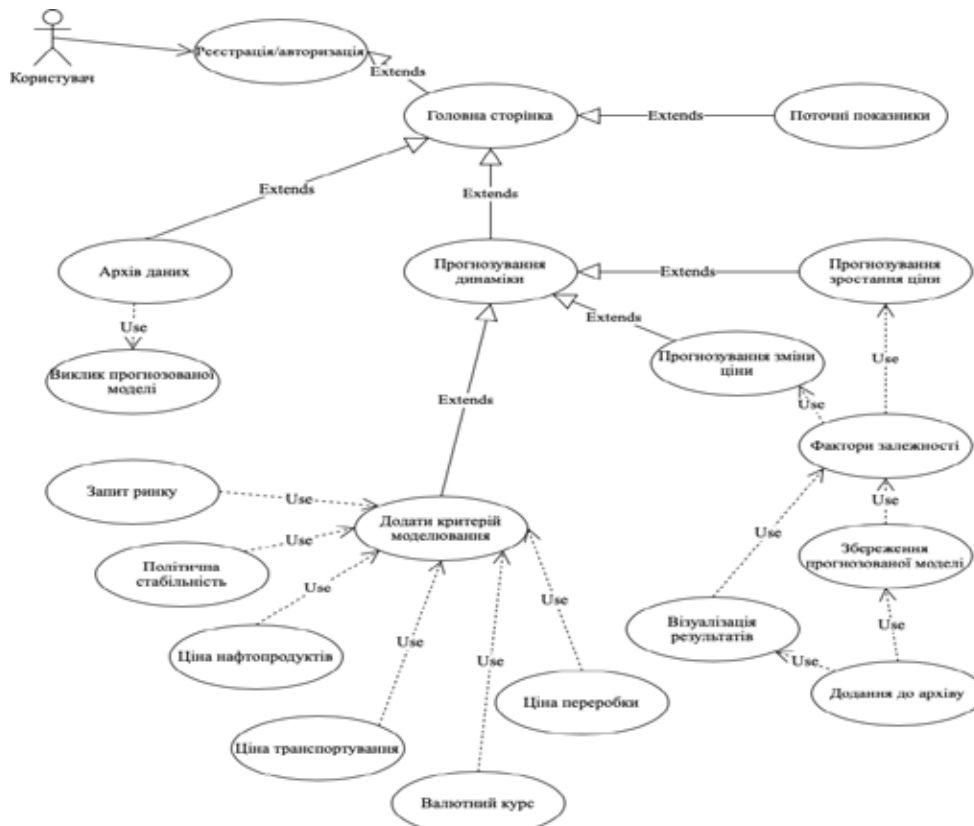 Реєстрація/авторизація
Користувач
Extends
Головна сторінка
Extends
Поточні показники
Extends
Extends
Архів даних
Прогнозування
динаміки
Extends
Прогнозування
зростання ціни
Use
Extends
Виклик прогнозованої
моделі
Прогнозування зміни
ціни
Use
Extends
Use
Фактори залежності
Запит ринку
Use
Додати критерій
моделювання
Use
Use
Use
Політична
стабільність
Use
Збереження
прогнозованої моделі
Ціна нафтопродуктів
Use
Use
Use
Візуалізація
результатів
Use
Use
Ціна переробки
Додання до архіву
Ціна транспортування
Валютний курс